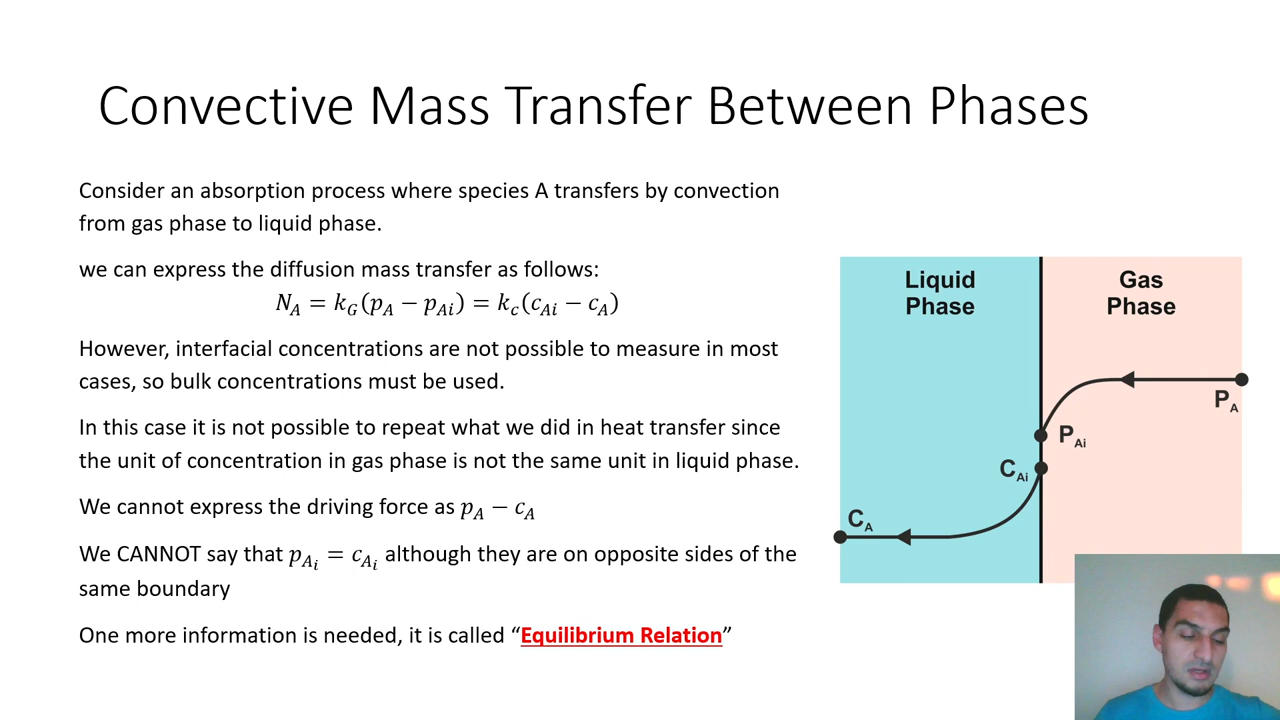 Convective Mass Transfer Between Phases
Consider an absorption process where species A transfers by convection
from gas phase to liquid phase.
we can express the diffusion mass transfer as follows:
N_A = k_G(p_A − p_Ai) = k_c(c_Ai − c_A)
However, interfacial concentrations are not possible to measure in most
cases, so bulk concentrations must be used.
In this case it is not possible to repeat what we did in heat transfer since
the unit of concentration in gas phase is not the same unit in liquid phase.
We cannot express the driving force as p_A − c_A
We CANNOT say that p_{A_i} = c_{A_i} although they are on opposite sides of the
same boundary
One more information is needed, it is called “Equilibrium Relation”
Liquid
Phase
Gas
Phase
P_A
P_Ai
C_Ai
C_A